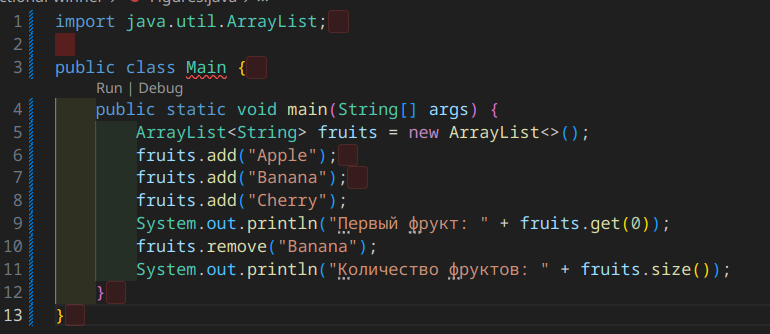 1 import java.util.ArrayList;
2
3 public class Main {
Run | Debug
4 public static void main(String[] args) {
5 ArrayList<String> fruits = new ArrayList<>();
6 fruits.add("Apple");
7 fruits.add("Banana");
8 fruits.add("Cherry");
9 System.out.println("Первый фрукт: " + fruits.get(0));
10 fruits.remove("Banana");
11 System.out.println("Количество фруктов: " + fruits.size());
12 }
13 }